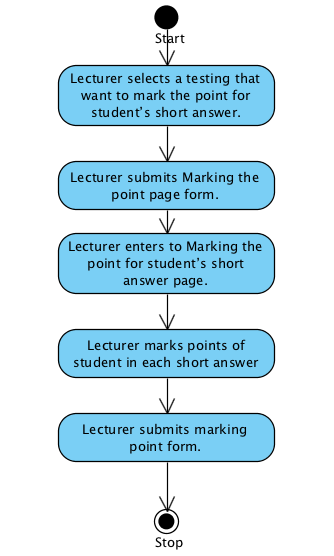 Start
Lecturer selects a testing that
want to mark the point for
student's short answer.
Lecturer submits Marking the
point page form.
Lecturer enters to Marking the
point for student's short
answer page.
Lecturer marks points of
student in each short answer
Lecturer submits marking
point form.
Stop